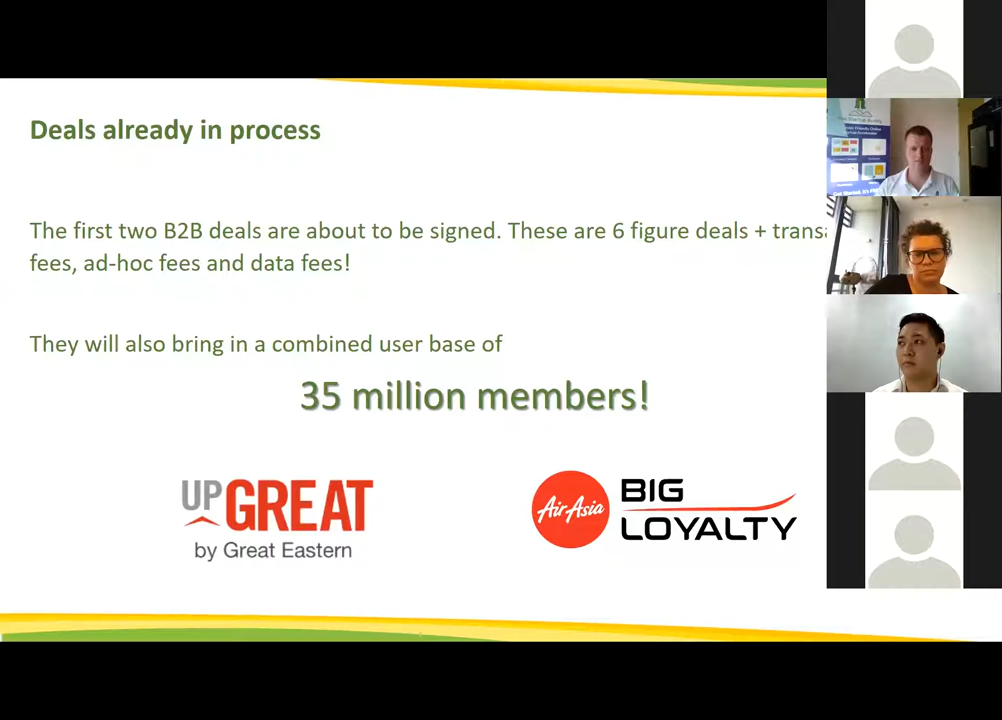 Deals already in process
The first two B2B deals are about to be signed. These are 6 figure deals +
fees, ad-hoc fees and data fees!
They will also bring in a combined user base of
35 million members!
UPGREAT
by Great Eastern
AirAsia
BIG
LOYALTY